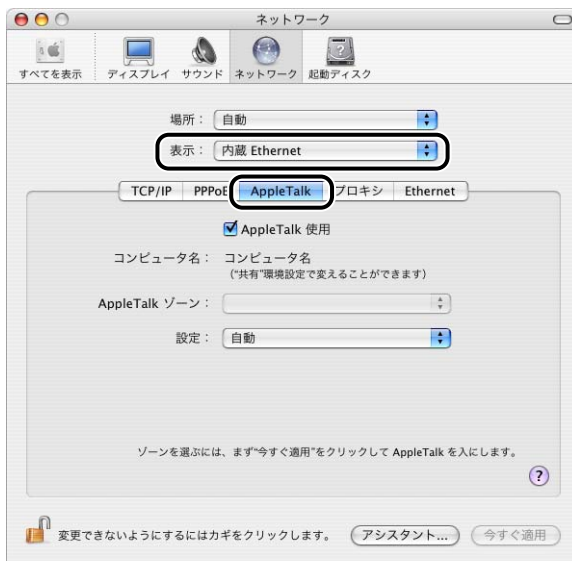 ネットワーク
すべてを表示 ディスプレイ サウンド ネットワーク 起動ディスク
場所： 自動
表示： 内蔵 Ethernet
TCP/IP PPPoE AppleTalk プロキシ Ethernet
AppleTalk 使用
コンピュータ名： コンピュータ名
（“共有”環境設定で変えることができます）
AppleTalk ゾーン：
設定： 自動
ゾーンを選ぶには、まず“今すぐ適用”をクリックして AppleTalk を入にします。
?
変更できないようにするにはカギをクリックします。 アシスタント... 今すぐ適用